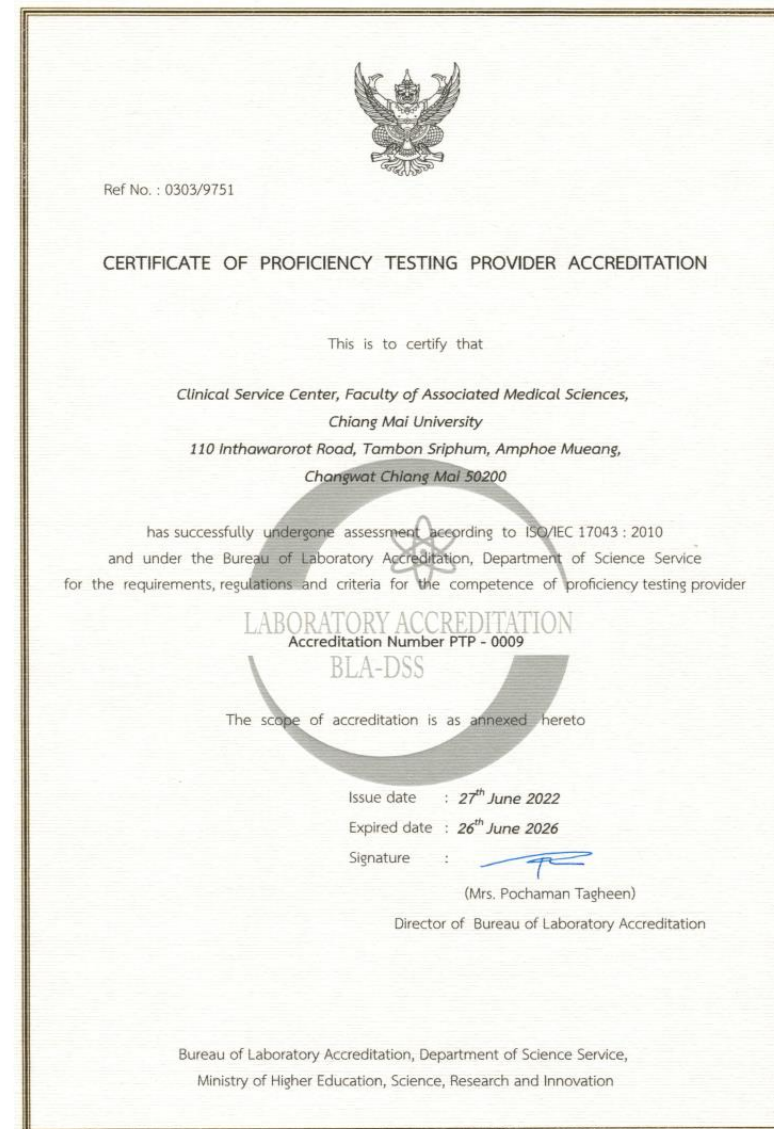 Ref No. : 0303/9751
CERTIFICATE OF PROFICIENCY TESTING PROVIDER ACCREDITATION
This is to certify that
Clinical Service Center, Faculty of Associated Medical Sciences,
Chiang Mai University
110 Inthawarorot Road, Tambon Sriphum, Amphoe Mueang,
Changwat Chiang Mai 50200
has successfully undergone assessment according to ISO/IEC 17043 : 2010
and under the Bureau of Laboratory Accreditation, Department of Science Service
for the requirements, regulations and criteria for the competence of proficiency testing provider
LABORATORY ACCREDITATION
Accreditation Number PTP - 0009
BLA-DSS
The scope of accreditation is as annexed hereto
Issue date : 27th June 2022
Expired date : 26th June 2026
Signature :
(Mrs. Pochaman Tagheen)
Director of Bureau of Laboratory Accreditation
Bureau of Laboratory Accreditation, Department of Science Service,
Ministry of Higher Education, Science, Research and Innovation